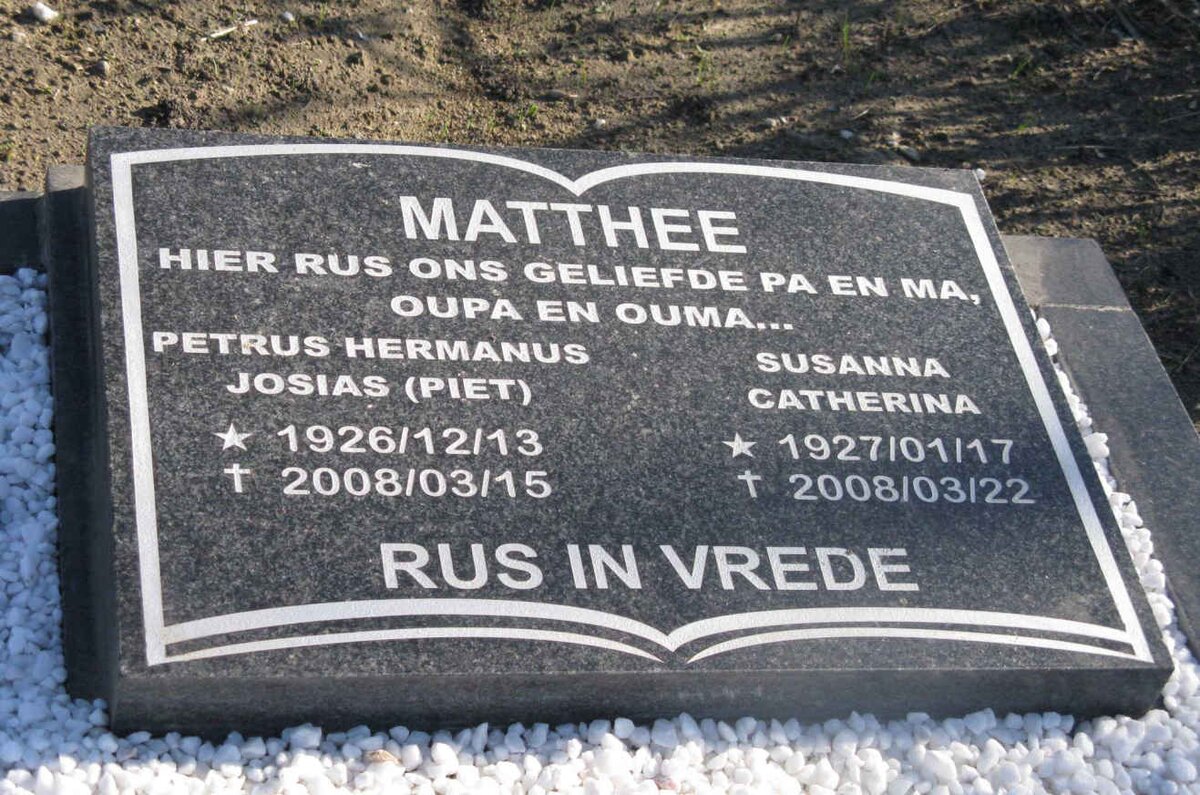 MATTHEE
HIER RUS ONS GELIEFDE PA EN MA,
OUPA EN OUMA...
PETRUS HERMANUS
JOSIAS (PIET)
★ 1926/12/13
✝ 2008/03/15
SUSANNA
CATHERINA
★ 1927/01/17
✝ 2008/03/22
RUS IN VREDE